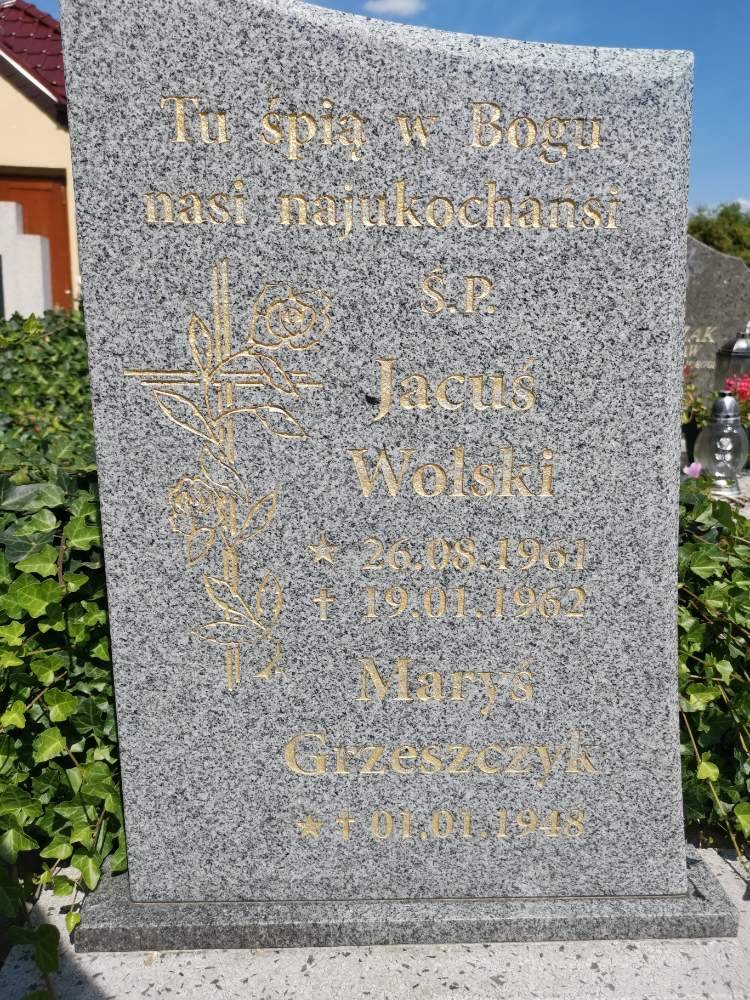 Tu śpią w Bogu
nasi najukochańsi
Ś.P.
Jacuś
Wolski
★ 26.08.1961
† 19.01.1962
Maryś
Grzeszczyk
★ † 01.01.1948